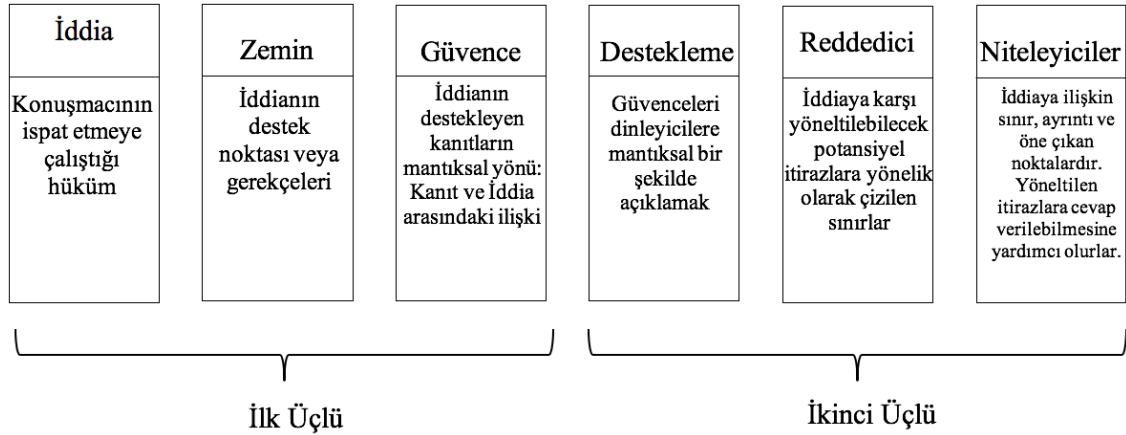 İddia
Konuşmacının
ispat etmeye
çalıştığı
hüküm
Zemin
İddianın
destek
noktası veya
gerekçeleri
Güvence
İddianın
destekleyen
kanıtların
mantıksal yönü:
Kanıt ve İddia
arasındaki ilişki
Destekleme
Güvenceleri
dinleyicilere
mantıksal bir
şekilde
açıklamak
Reddedici
İddiaya karşı
yöneltilebilecek
potansiyel
itirazlara yönelik
olarak çizilen
sınırlar
Niteleyiciler
İddiaya ilişkin
sınır, ayrıntı ve
öne çıkan
noktalardır.
Yöneltilen
itirazlara cevap
verilebilmesine
yardımcı olurlar.
İlk Üçlü
İkinci Üçlü